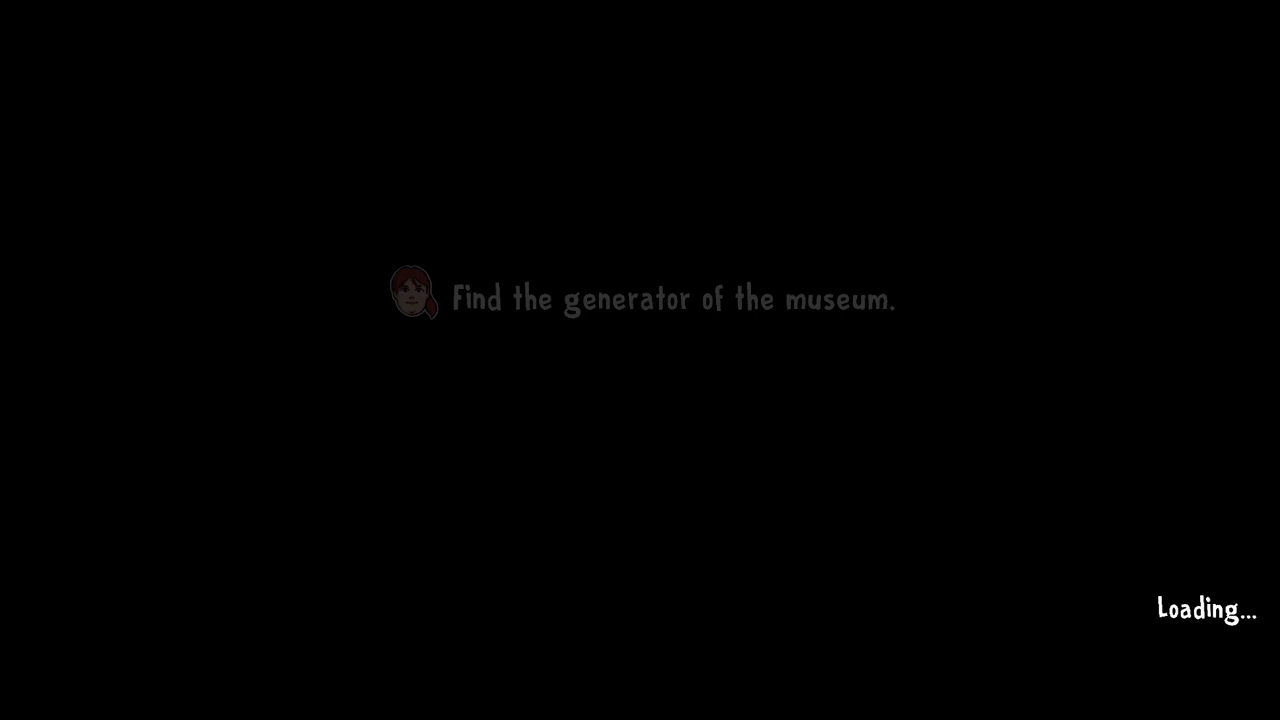 Find the generator of the museum.
Loading...